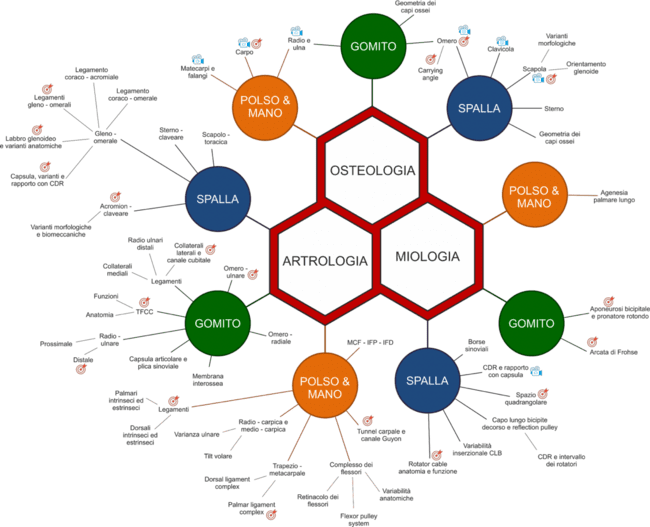 Geometria dei
capi ossei
GOMITO
Radio e
ulna
Carpo
Matecarpi e
falangi
POLSO &
MANO
Omero
Carrying
angle
Clavicola
Varianti
morfologiche
Scapola
Orientamento
glenoide
SPALLA
Sterno
Geometria dei
capi ossei
OSTEOLOGIA
Legamento
coraco - acromiale
Legamento
coraco - omerale
Legamenti
gleno - omerali
Gleno -
omerale
Labbro glenoideo
e varianti anatomiche
Capsula, varianti e
rapporto con CDR
Sterno -
claveare
Scapolo -
toracica
SPALLA
Acromion -
claveare
Varianti morfologiche
e biomeccaniche
POLSO &
MANO
Agenesia
palmare lungo
ARTROLOGIA
MIOLOGIA
Radio ulnari
distali
Collaterali
laterali e
canale cubitale
Collaterali
mediali
Legamenti
Omero -
ulnare
Funzioni
Anatomia
TFCC
GOMITO
Prossimale
Radio -
ulnare
Distale
Omero -
radiale
Capsula articolare e
plica sinoviale
Membrana
interossea
GOMITO
Aponeurosi bicipitale
e pronatore rotondo
Arcata di Frohse
MCF - IFP - IFD
POLSO &
MANO
Palmari
intrinseci ed
estrinseci
Legamenti
Dorsali
intrinseci ed
estrinseci
Varianza ulnare
Radio - carpica e
medio - carpica
Tilt volare
Tunnel carpale e
canale Guyon
Trapezio -
metacarpale
Dorsal ligament
complex
Palmar ligament
complex
Complesso dei
flessori
Retinacolo dei
flessori
Flexor pulley
system
Variabilità
anatomiche
Borse
sinoviali
SPALLA
CDR e rapporto
con capsula
Spazio
quadrangolare
Capo lungo bicipite
decorso e reflection pulley
CDR e intervallo
dei rotatori
Variabilità
inserzionale CLB
Rotator cable
anatomia e funzione